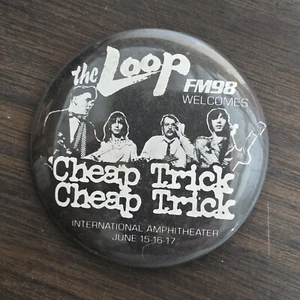 the Loop
FM98
WELCOMES
Cheap Trick
Cheap Trick
INTERNATIONAL AMPHITHEATER
JUNE 15-16-17